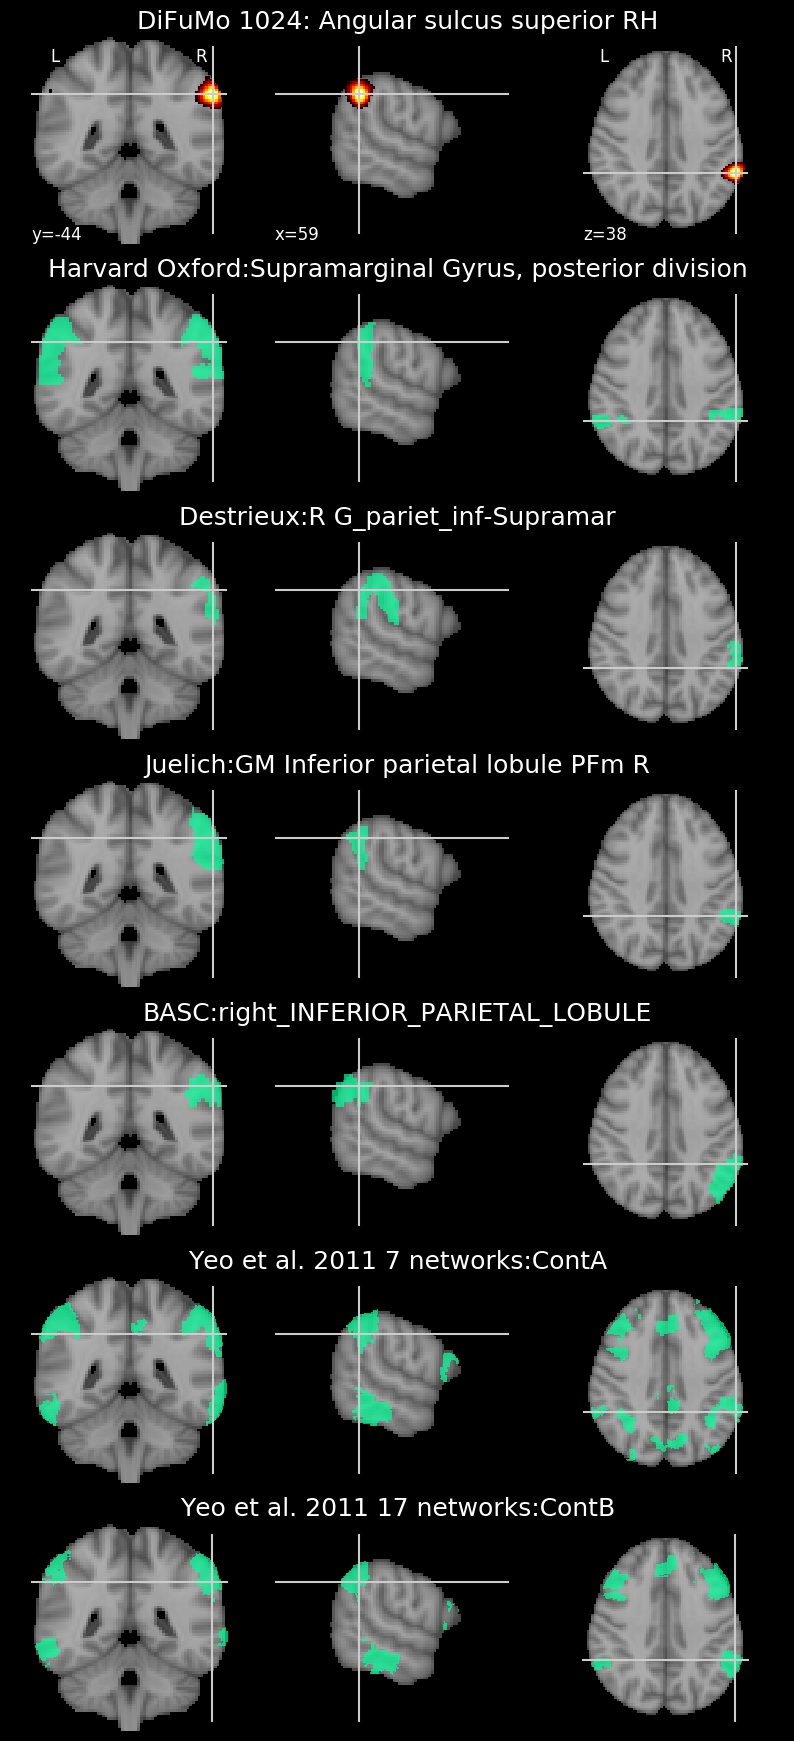 DiFuMo 1024: Angular sulcus superior RH
L R L R
y=-44 x=59 z=38
Harvard Oxford:Supramarginal Gyrus, posterior division
Destrieux:R G_pariet_inf-Supramar
Juelich:GM Inferior parietal lobule PFm R
BASC:right_INFERIOR_PARIETAL_LOBULE
Yeo et al. 2011 7 networks:ContA
Yeo et al. 2011 17 networks:ContB